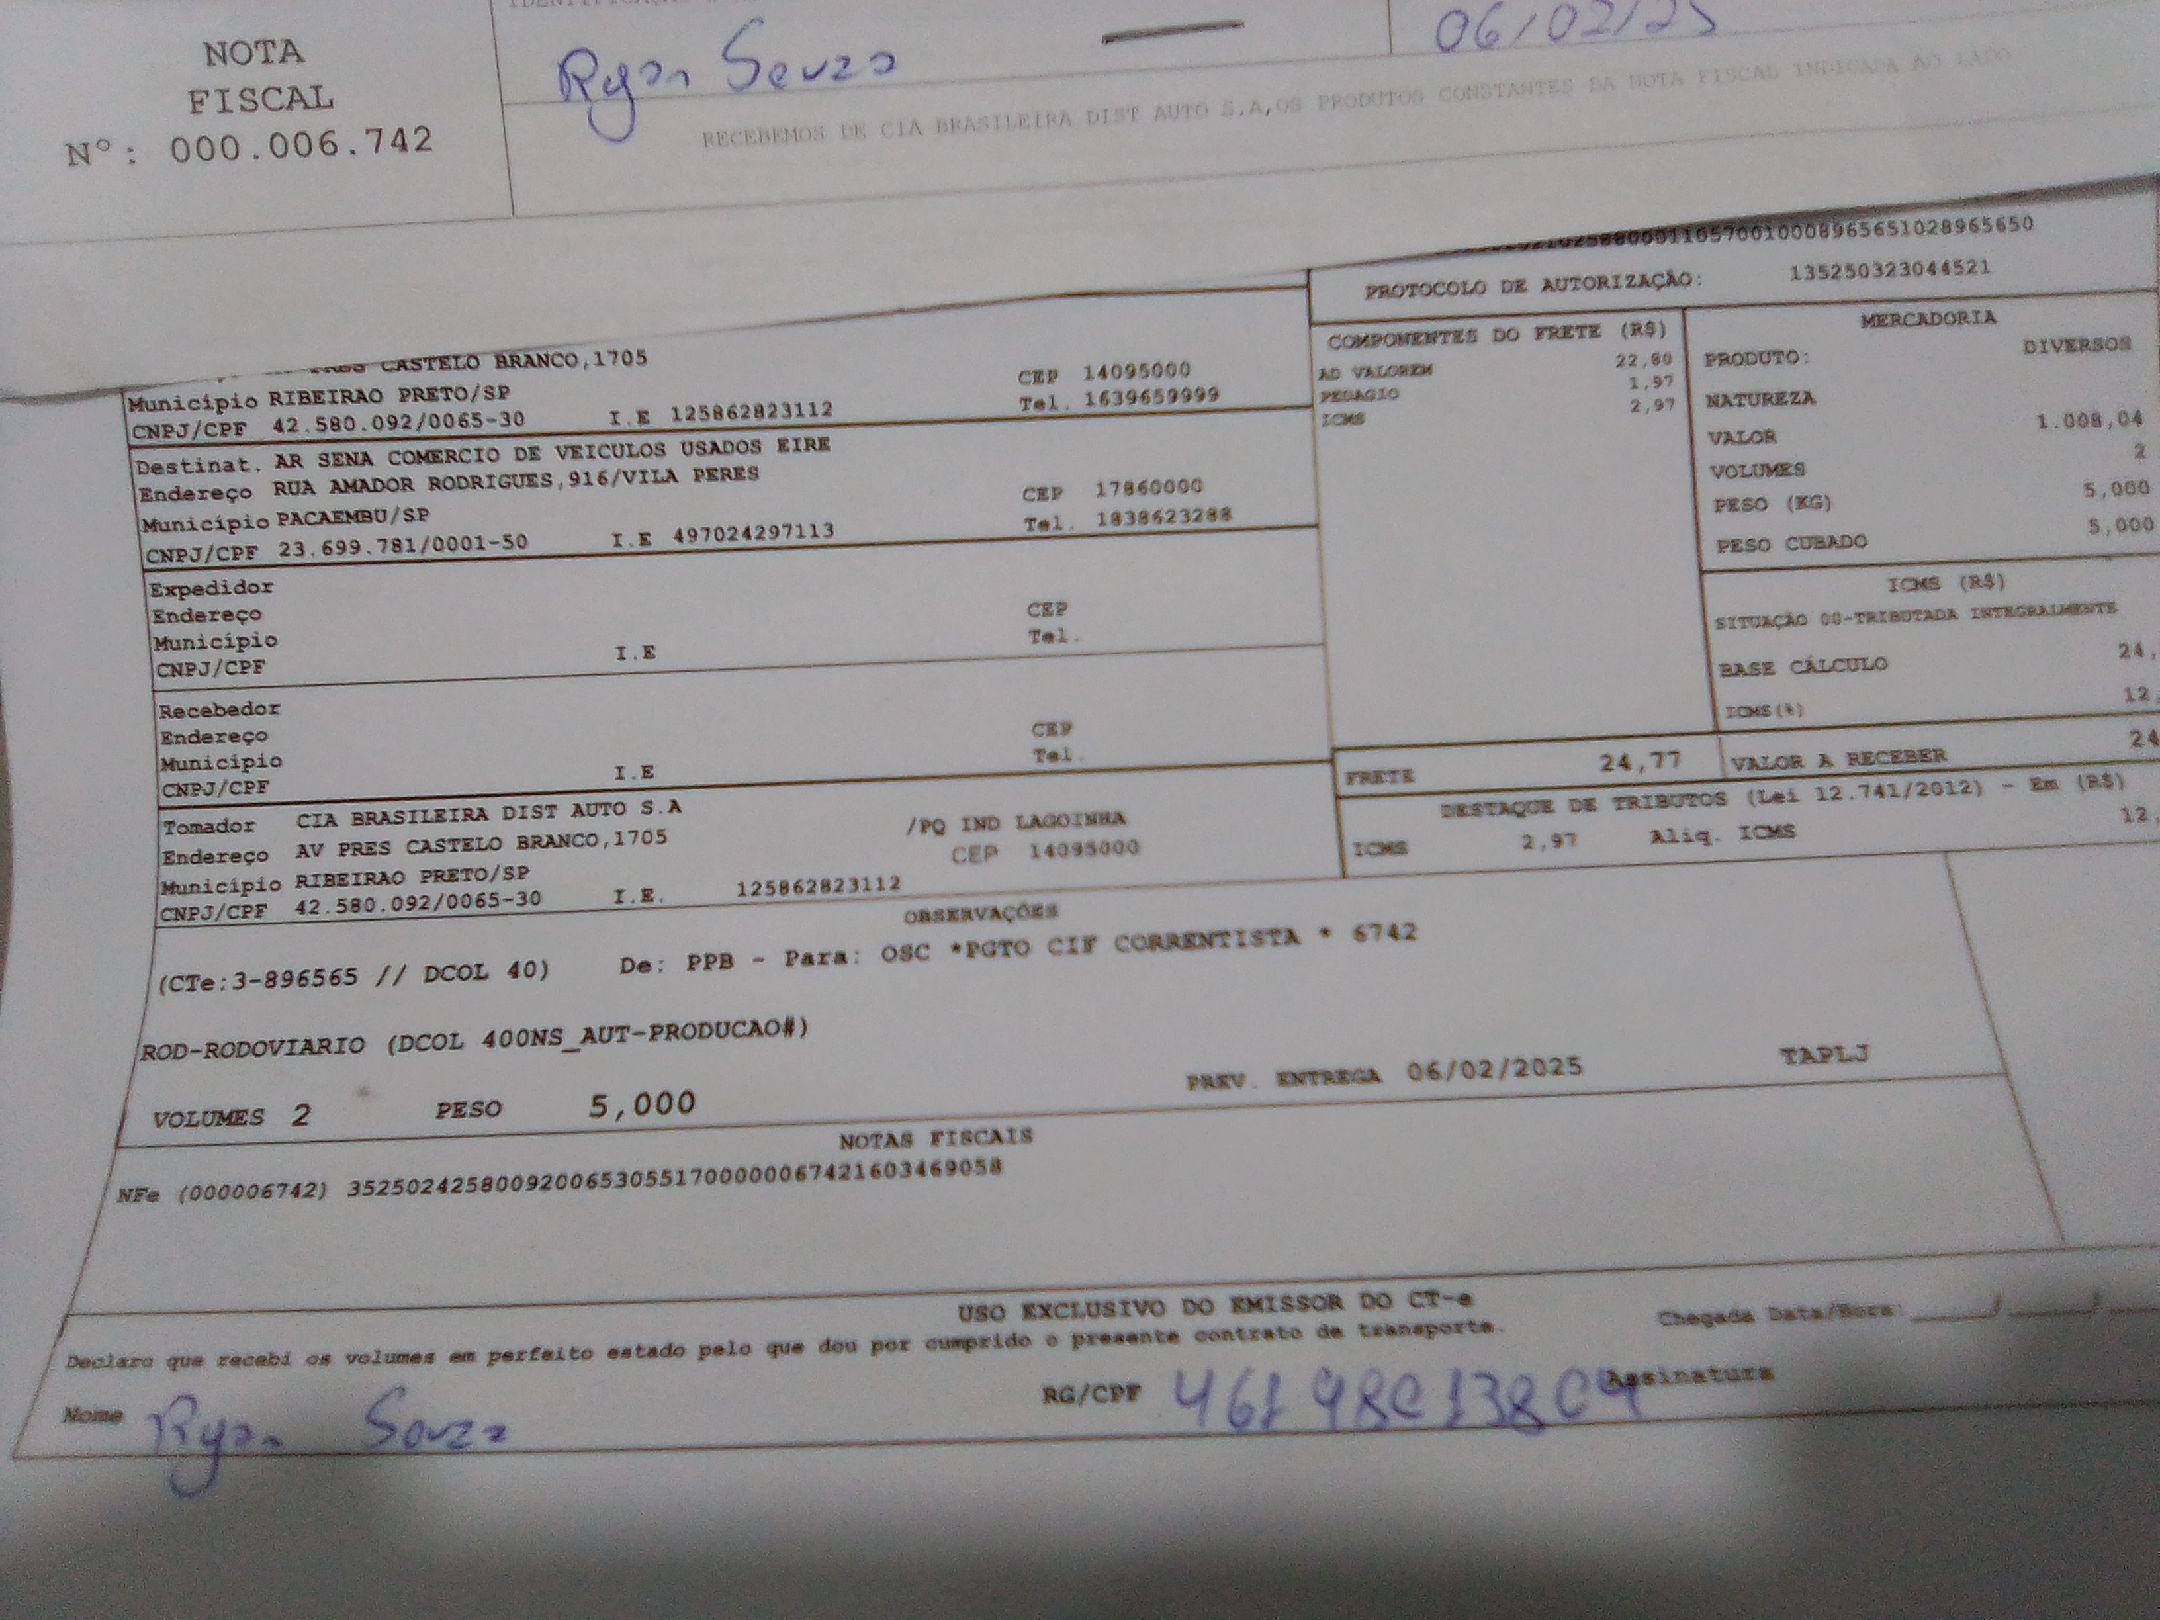 NOTA
FISCAL
Nº: 000.006.742
Ryan Souza
06/02/25
RECEBEMOS DE CIA BRASILEIRA DIST AUTO S.A,OS PRODUTOS CONSTANTES DA NOTA FISCAL INDICADA AO LADO
PROTOCOLO DE AUTORIZAÇÃO: 135250323044521
CASTELO BRANCO,1705
Município RIBEIRAO PRETO/SP CEP 14095000
CNPJ/CPF 42.580.092/0065-30 I.E 125862823112 Tel. 1639659999
Destinat. AR SENA COMERCIO DE VEICULOS USADOS EIRE
Endereço RUA AMADOR RODRIGUES,916/VILA PERES
Município PACAEMBU/SP CEP 17860000
CNPJ/CPF 23.699.781/0001-50 I.E 497024297113 Tel. 1838623288
Expedidor
Endereço
Município CEP
CNPJ/CPF I.E Tel.
Recebedor
Endereço
Município CEP
CNPJ/CPF I.E Tel.
Tomador CIA BRASILEIRA DIST AUTO S.A
Endereço AV PRES CASTELO BRANCO,1705 /PQ IND LAGOINHA
Município RIBEIRAO PRETO/SP CEP 14095000
CNPJ/CPF 42.580.092/0065-30 I.E. 125862823112
COMPONENTES DO FRETE (R$)
AD VALOREM 22,80
PEDAGIO 1,97
ICMS 2,97
MERCADORIA
PRODUTO: DIVERSOS
NATUREZA
VALOR 1.008,04
VOLUMES 2
PESO (KG) 5,000
PESO CUBADO 5,000
ICMS (R$)
SITUAÇÃO 00-TRIBUTADA INTEGRALMENTE
BASE CÁLCULO 24,
ICMS(%) 12,
FRETE 24,77 VALOR A RECEBER 24
DESTAQUE DE TRIBUTOS (Lei 12.741/2012) - Em (R$)
ICMS 2,97 Aliq. ICMS 12,
OBSERVAÇÕES
(CTe:3-896565 // DCOL 40) De: PPB - Para: OSC *PGTO CIF CORRENTISTA * 6742
ROD-RODOVIARIO (DCOL 400NS_AUT-PRODUCAO#)
VOLUMES 2 PESO 5,000 PREV. ENTREGA 06/02/2025 TAPLJ
NOTAS FISCAIS
NFe (000006742) 35250242580092006530551700000067421603469058
USO EXCLUSIVO DO EMISSOR DO CT-e
Declaro que recebi os volumes em perfeito estado pelo que dou por cumprido o presente contrato de transporte. Chegada Data/Hora: ____/____/
Nome Ryan Souza RG/CPF 46198013809 Assinatura